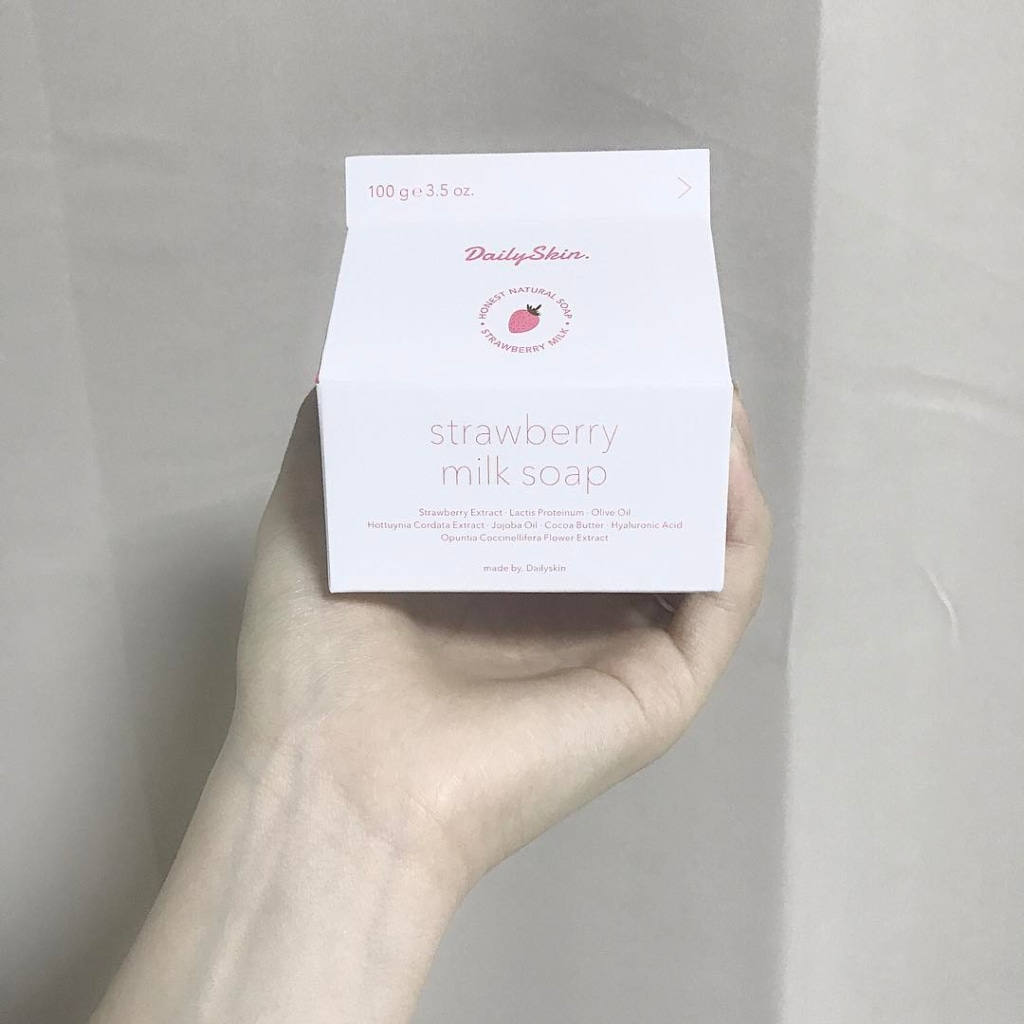 100 g e 3.5 oz.
DailySkin.
HONEST NATURAL SOAP
• STRAWBERRY MILK •
strawberry
milk soap
Strawberry Extract · Lactis Proteinum · Olive Oil
Hottuynia Cordata Extract · Jojoba Oil · Cocoa Butter · Hyaluronic Acid
Opuntia Coccinellifera Flower Extract
made by. Dailyskin